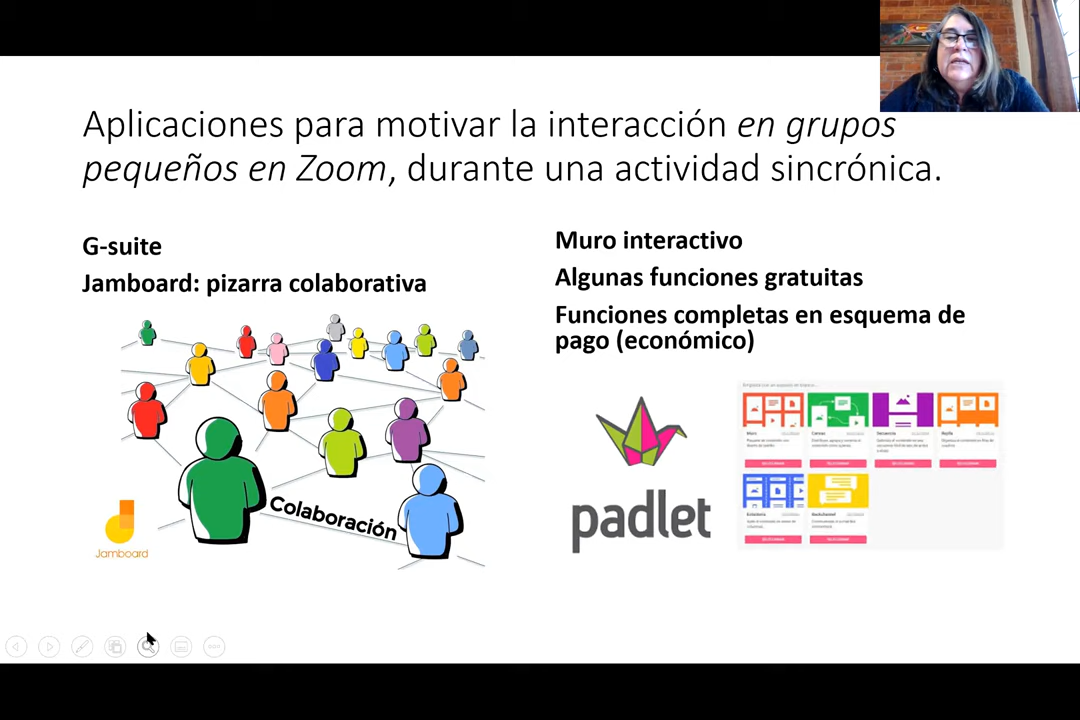 Aplicaciones para motivar la interacción en grupos
pequeños en Zoom, durante una actividad sincrónica.
G-suite
Jamboard: pizarra colaborativa
Colaboración
Jamboard
Muro interactivo
Algunas funciones gratuitas
Funciones completas en esquema de
pago (económico)
padlet